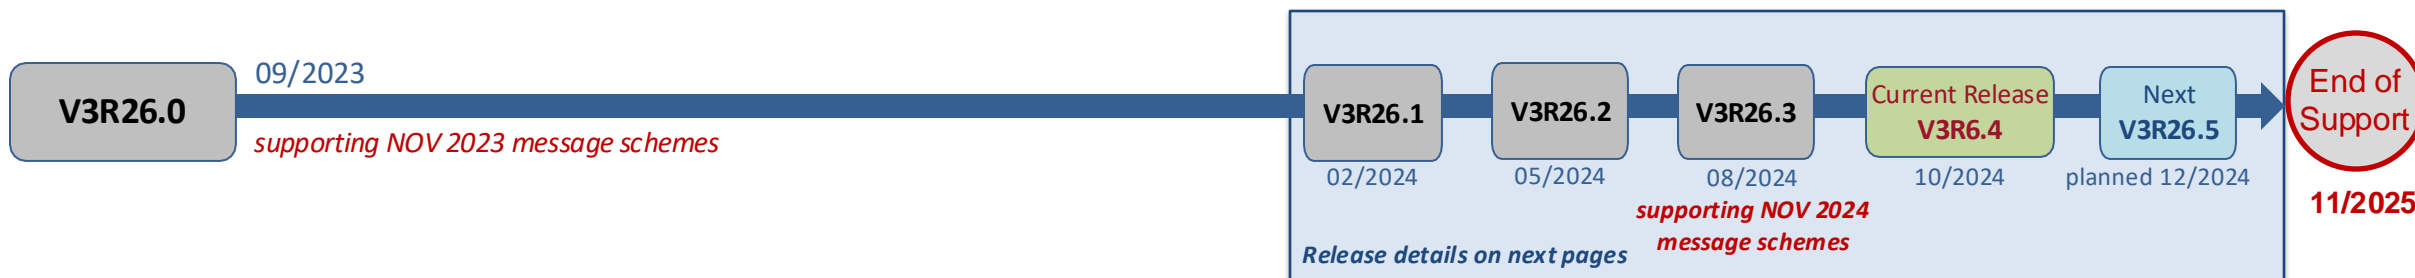 V3R26.0
09/2023
supporting NOV 2023 message schemes
V3R26.1
02/2024
V3R26.2
05/2024
V3R26.3
08/2024
supporting NOV 2024
message schemes
Current Release
V3R6.4
10/2024
Next
V3R26.5
planned 12/2024
Release details on next pages
End of
Support
11/2025